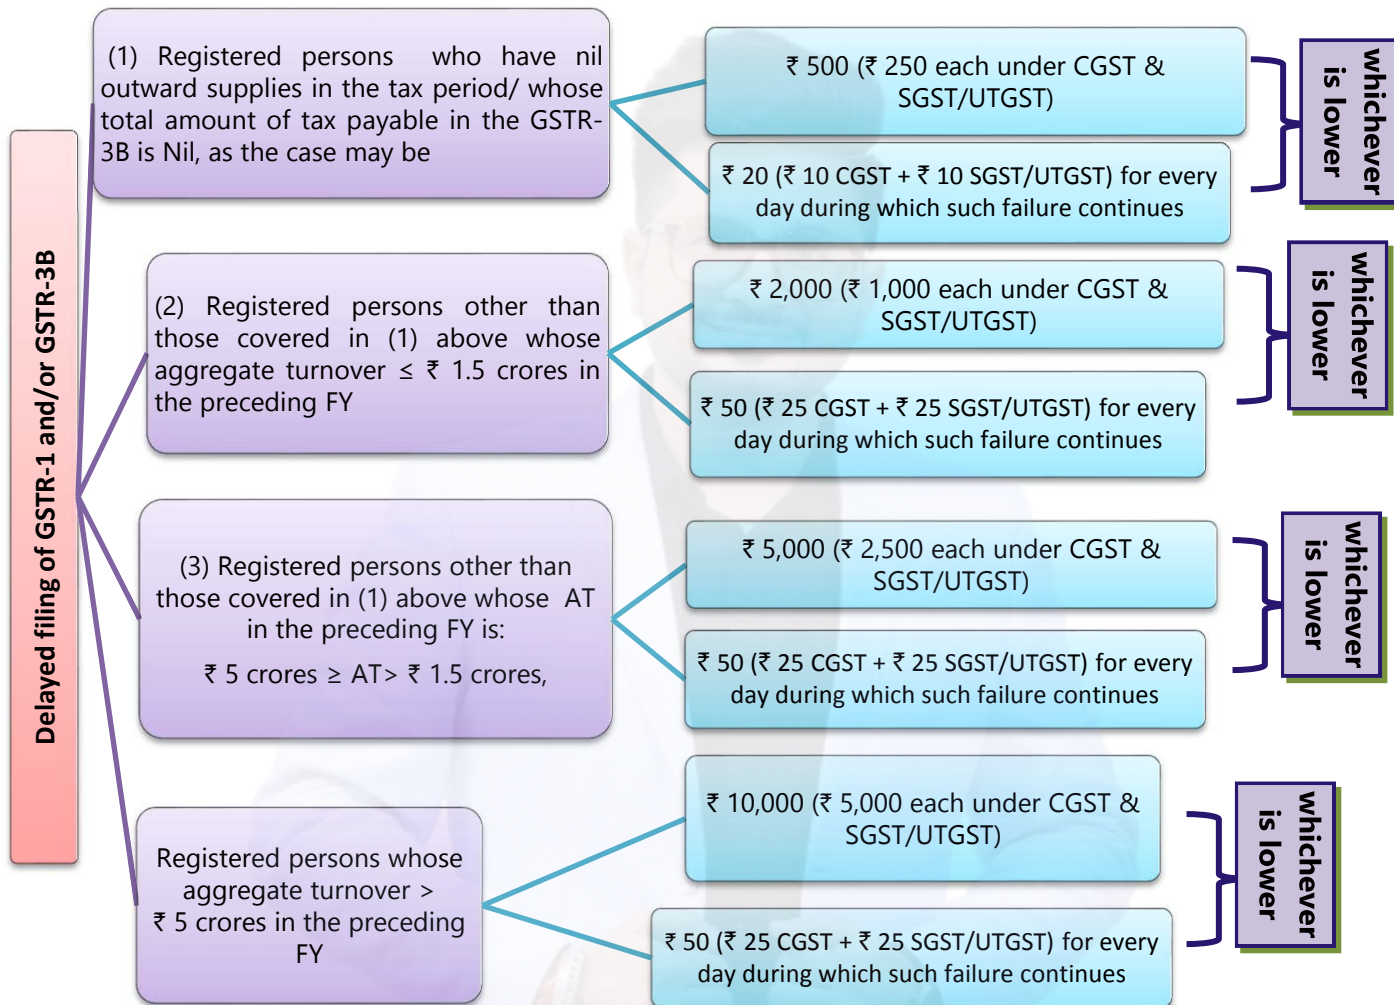 Delayed filing of GSTR-1 and/or GSTR-3B
(1) Registered persons who have nil
outward supplies in the tax period/ whose
total amount of tax payable in the GSTR-
3B is Nil, as the case may be
₹ 500 (₹ 250 each under CGST &
SGST/UTGST)
₹ 20 (₹ 10 CGST + ₹ 10 SGST/UTGST) for every
day during which such failure continues
whichever
is lower
(2) Registered persons other than
those covered in (1) above whose
aggregate turnover ≤ ₹ 1.5 crores in
the preceding FY
₹ 2,000 (₹ 1,000 each under CGST &
SGST/UTGST)
₹ 50 (₹ 25 CGST + ₹ 25 SGST/UTGST) for every
day during which such failure continues
whichever
is lower
(3) Registered persons other than
those covered in (1) above whose AT
in the preceding FY is:
₹ 5 crores ≥ AT> ₹ 1.5 crores,
₹ 5,000 (₹ 2,500 each under CGST &
SGST/UTGST)
₹ 50 (₹ 25 CGST + ₹ 25 SGST/UTGST) for every
day during which such failure continues
whichever
is lower
Registered persons whose
aggregate turnover >
₹ 5 crores in the preceding
FY
₹ 10,000 (₹ 5,000 each under CGST &
SGST/UTGST)
₹ 50 (₹ 25 CGST + ₹ 25 SGST/UTGST) for every
day during which such failure continues
whichever
is lower